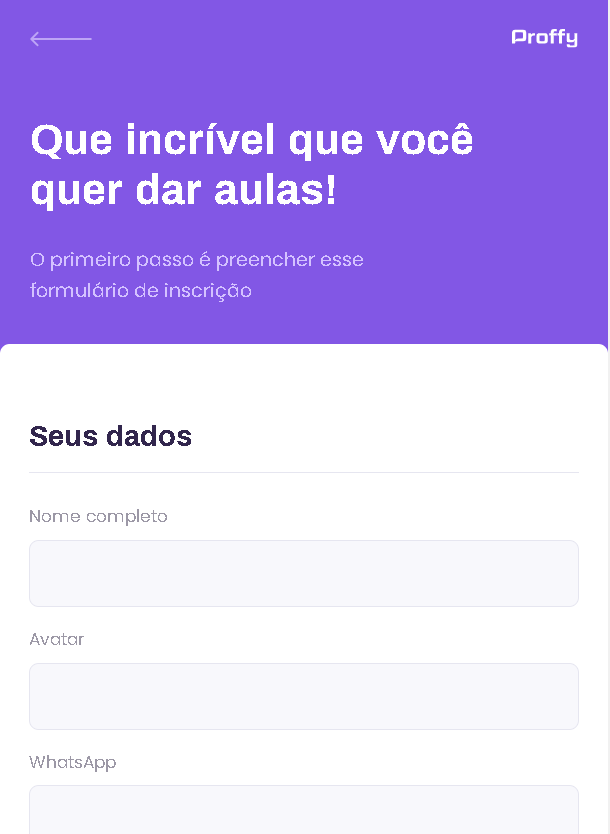 Proffy
Que incrível que você
quer dar aulas!
O primeiro passo é preencher esse
formulário de inscrição
Seus dados
Nome completo
Avatar
WhatsApp